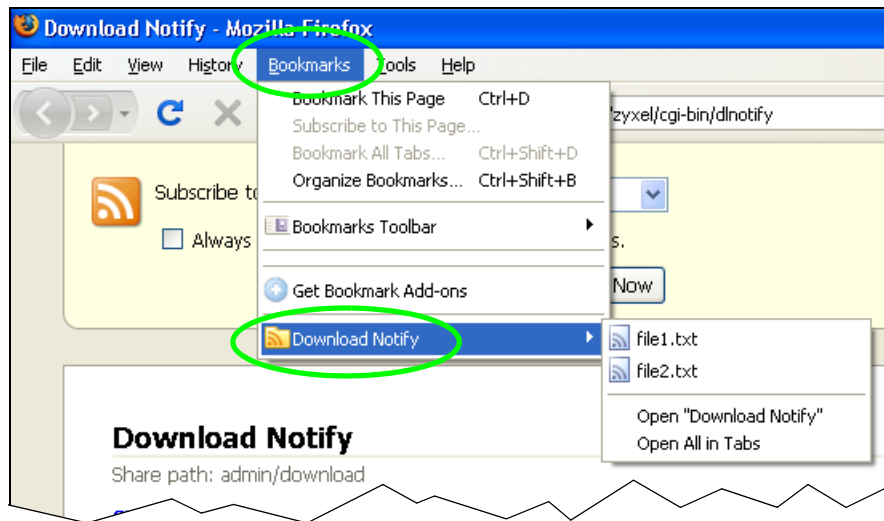 Download Notify - Mozilla Firefox
File Edit View History Bookmarks Tools Help
Bookmark This Page Ctrl+D
zyxel/cgi-bin/dlnotify
Subscribe to This Page...
Bookmark All Tabs... Ctrl+Shift+D
Organize Bookmarks... Ctrl+Shift+B
Subscribe to
Bookmarks Toolbar
Always
s.
Get Bookmark Add-ons
Now
Download Notify
file1.txt
file2.txt
Open "Download Notify"
Open All in Tabs
Download Notify
Share path: admin/download